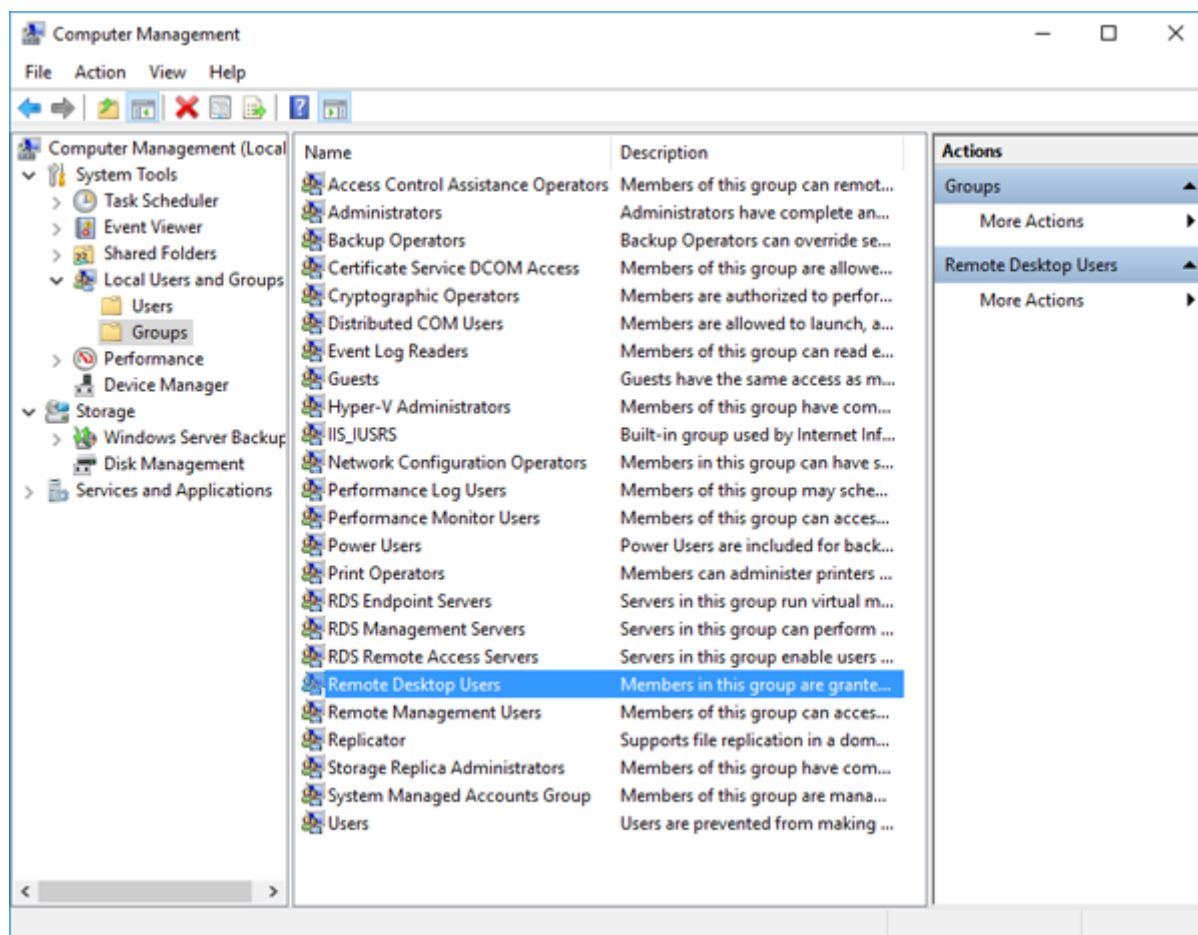 Computer Management
File Action View Help
Computer Management (Local
System Tools
Task Scheduler
Event Viewer
Shared Folders
Local Users and Groups
Users
Groups
Performance
Device Manager
Storage
Windows Server Backup
Disk Management
Services and Applications
Name Description
Access Control Assistance Operators Members of this group can remot...
Administrators Administrators have complete an...
Backup Operators Backup Operators can override se...
Certificate Service DCOM Access Members of this group are allowe...
Cryptographic Operators Members are authorized to perfor...
Distributed COM Users Members are allowed to launch, a...
Event Log Readers Members of this group can read e...
Guests Guests have the same access as m...
Hyper-V Administrators Members of this group have com...
IIS_IUSRS Built-in group used by Internet Inf...
Network Configuration Operators Members in this group can have s...
Performance Log Users Members of this group may sche...
Performance Monitor Users Members of this group can acces...
Power Users Power Users are included for back...
Print Operators Members can administer printers ...
RDS Endpoint Servers Servers in this group run virtual m...
RDS Management Servers Servers in this group can perform ...
RDS Remote Access Servers Servers in this group enable users ...
Remote Desktop Users Members in this group are grante...
Remote Management Users Members of this group can acces...
Replicator Supports file replication in a dom...
Storage Replica Administrators Members of this group have com...
System Managed Accounts Group Members of this group are mana...
Users Users are prevented from making ...
Actions
Groups
More Actions
Remote Desktop Users
More Actions